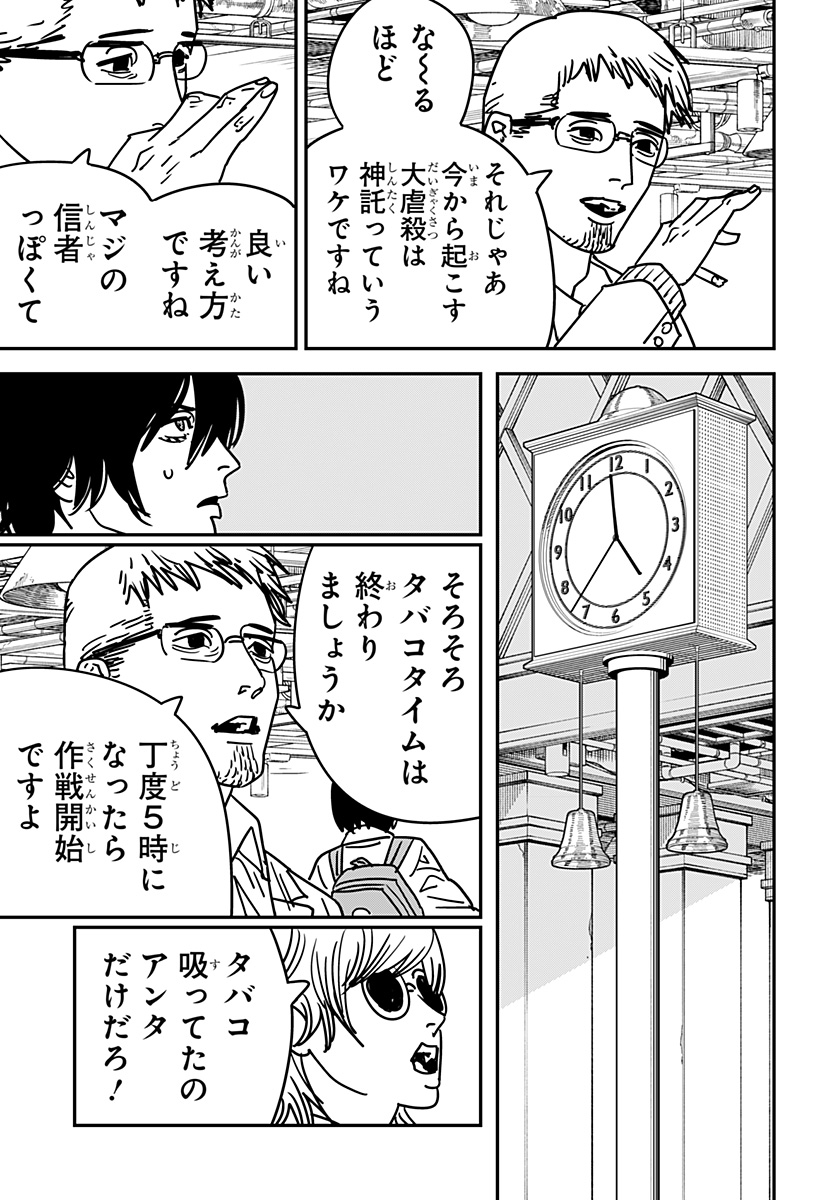 な～る
ほど
それじゃあ
今から起こす
大虐殺は
神託っていう
ワケですね
良い
考え方
ですね
マジの
信者
っぽくて
12
1
2
3
4
5
6
7
8
9
10
11
そろそろ
タバコタイムは
終わり
ましょうか
丁度5時に
なったら
作戦開始
ですよ
タバコ
吸ってたの
アンタ
だけだろ！